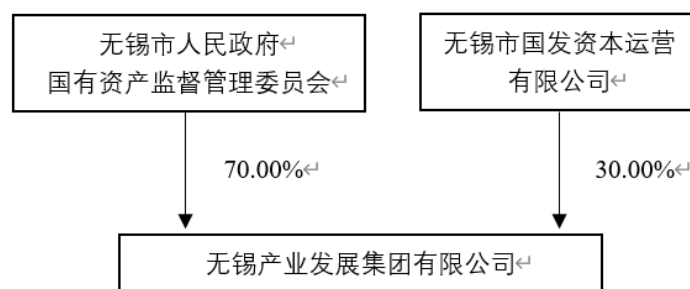 无锡市人民政府↵
国有资产监督管理委员会↵
无锡市国发资本运营
有限公司↵
70.00%↵
30.00%↵
无锡产业发展集团有限公司↵